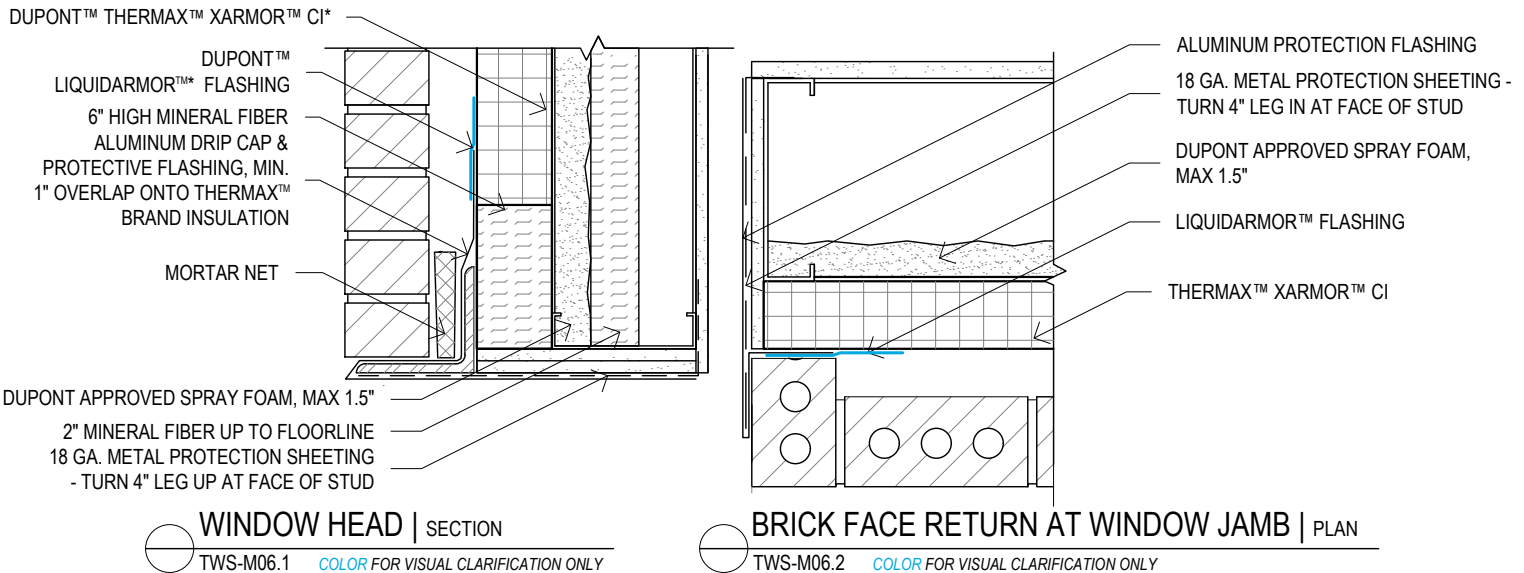 DUPONT™ THERMAX™ XARMOR™ CI*
DUPONT™
LIQUIDARMOR™* FLASHING
6" HIGH MINERAL FIBER
ALUMINUM DRIP CAP &
PROTECTIVE FLASHING, MIN.
1" OVERLAP ONTO THERMAX™
BRAND INSULATION
MORTAR NET
DUPONT APPROVED SPRAY FOAM, MAX 1.5"
2" MINERAL FIBER UP TO FLOORLINE
18 GA. METAL PROTECTION SHEETING
- TURN 4" LEG UP AT FACE OF STUD
WINDOW HEAD | SECTION
TWS-M06.1 COLOR FOR VISUAL CLARIFICATION ONLY
ALUMINUM PROTECTION FLASHING
18 GA. METAL PROTECTION SHEETING -
TURN 4" LEG IN AT FACE OF STUD
DUPONT APPROVED SPRAY FOAM,
MAX 1.5"
LIQUIDARMOR™ FLASHING
THERMAX™ XARMOR™ CI
BRICK FACE RETURN AT WINDOW JAMB | PLAN
TWS-M06.2 COLOR FOR VISUAL CLARIFICATION ONLY